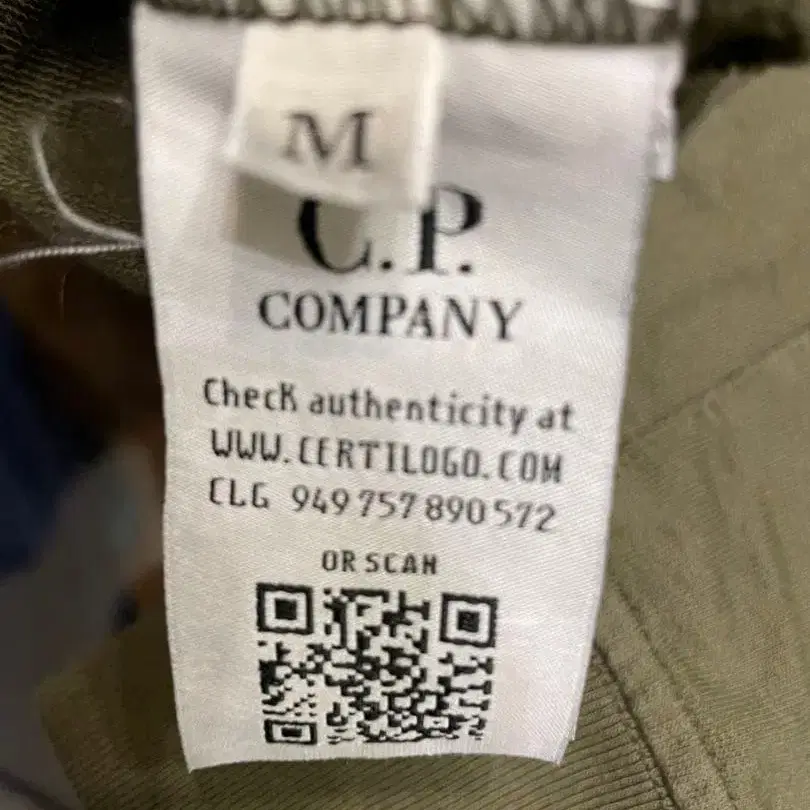 M
C.P.
COMPANY
Check authenticity at
WWW.CERTILOGO.COM
CLG 949 757 890 572
OR SCAN